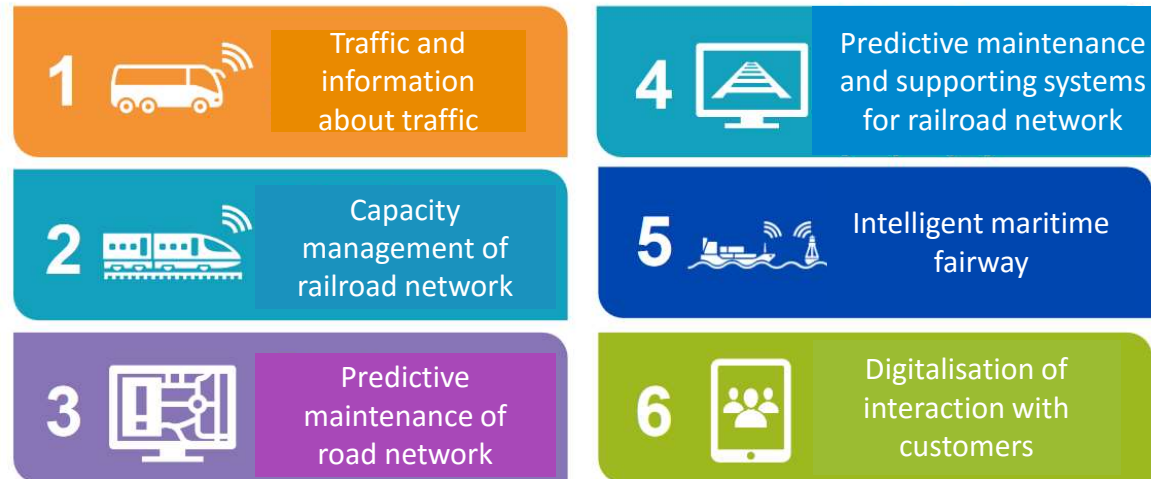 1
Traffic and
information
about traffic
2
Capacity
management of
railroad network
3
Predictive
maintenance of
road network
4
Predictive maintenance
and supporting systems
for railroad network
5
Intelligent maritime
fairway
6
Digitalisation of
interaction with
customers